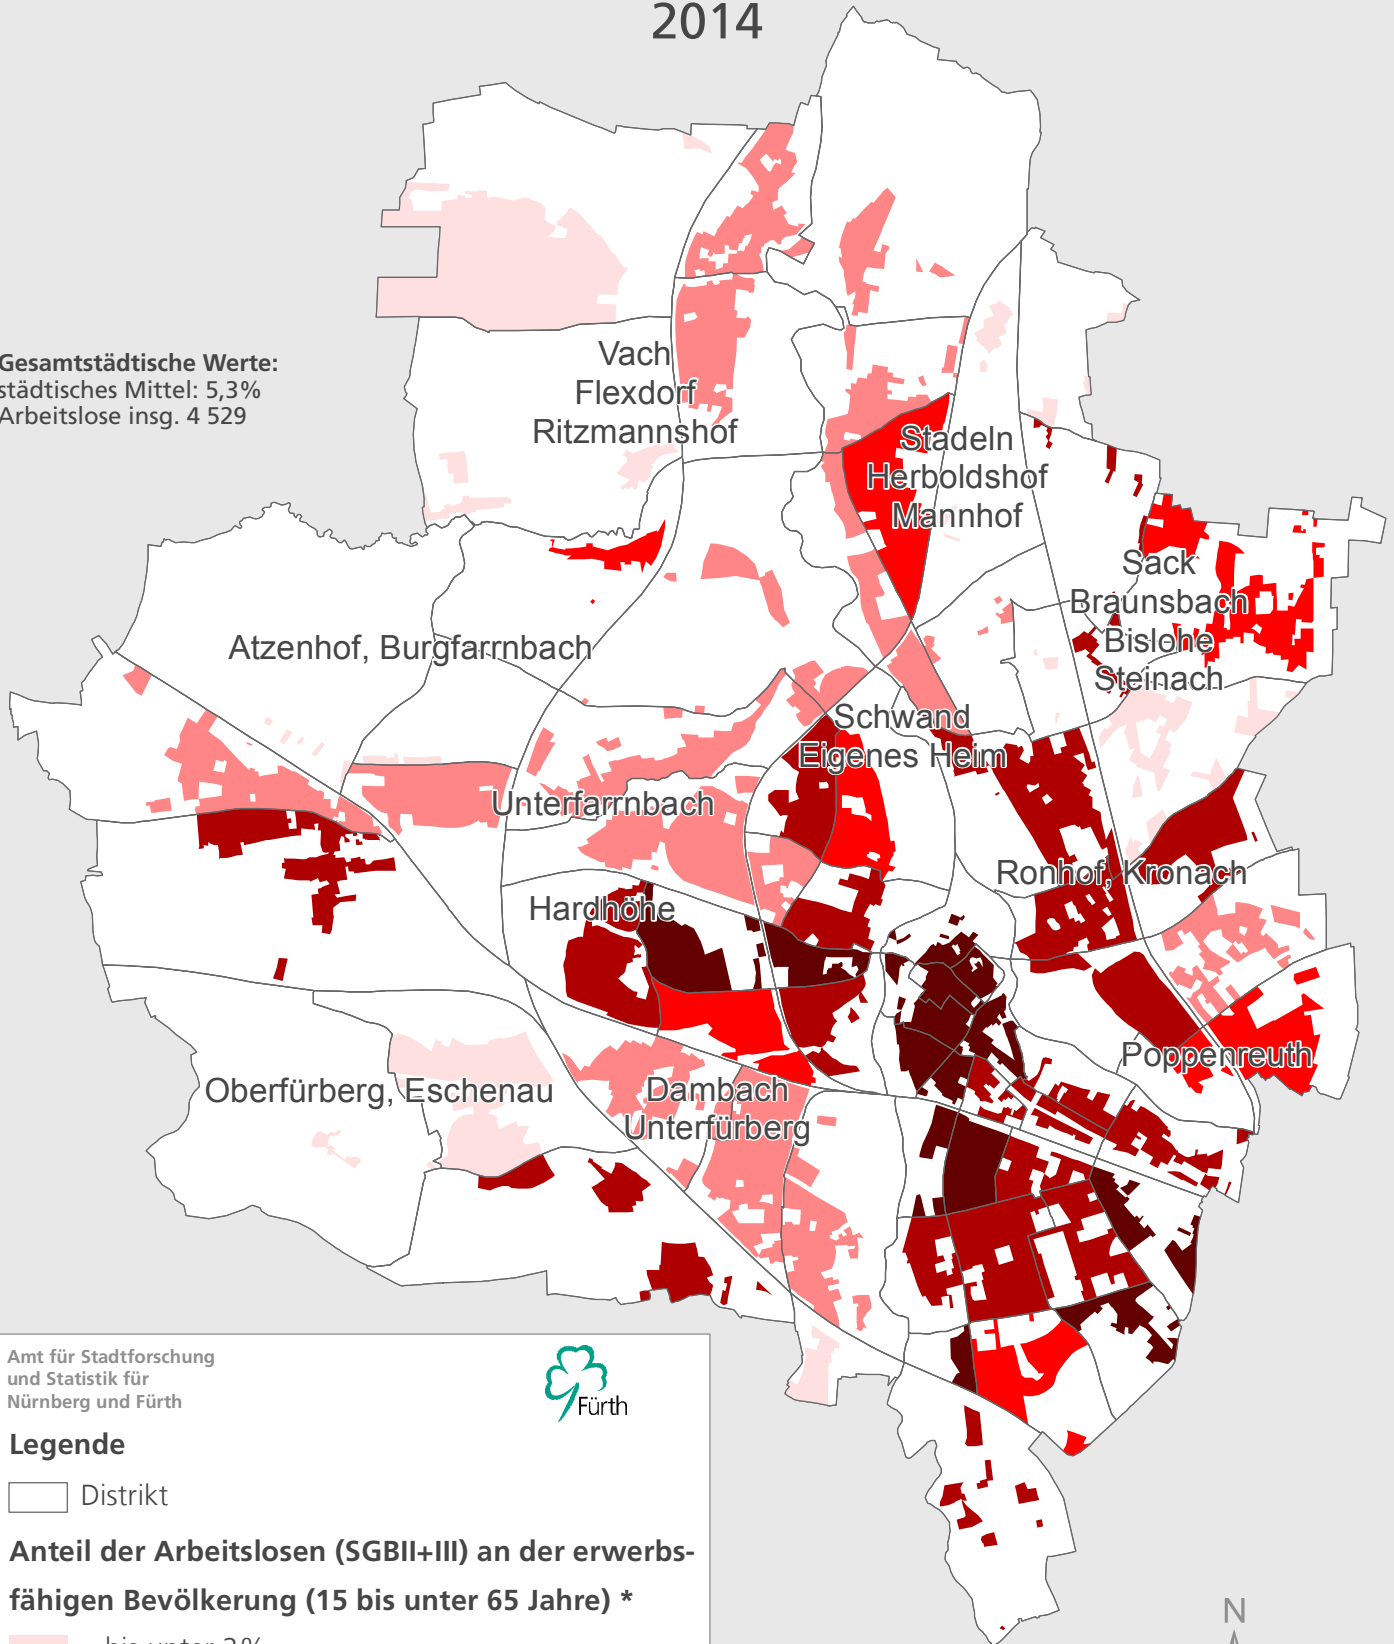 2014
Gesamtstädtische Werte:
städtisches Mittel: 5,3%
Arbeitslose insg. 4 529
Vach
Flexdorf
Ritzmannshof
Stadeln
Herboldshof
Mannhof
Sack
Braunsbach
Bislohe
Steinach
Atzenhof, Burgfarrnbach
Schwand
Eigenes Heim
Unterfarrnbach
Ronhof, Kronach
Hardhöhe
Poppenreuth
Oberfürberg, Eschenau
Dambach
Unterfürberg
Amt für Stadtforschung
und Statistik für
Nürnberg und Fürth
Fürth
Legende
Distrikt
Anteil der Arbeitslosen (SGBII+III) an der erwerbs-
fähigen Bevölkerung (15 bis unter 65 Jahre) *
bis unter 2%
N